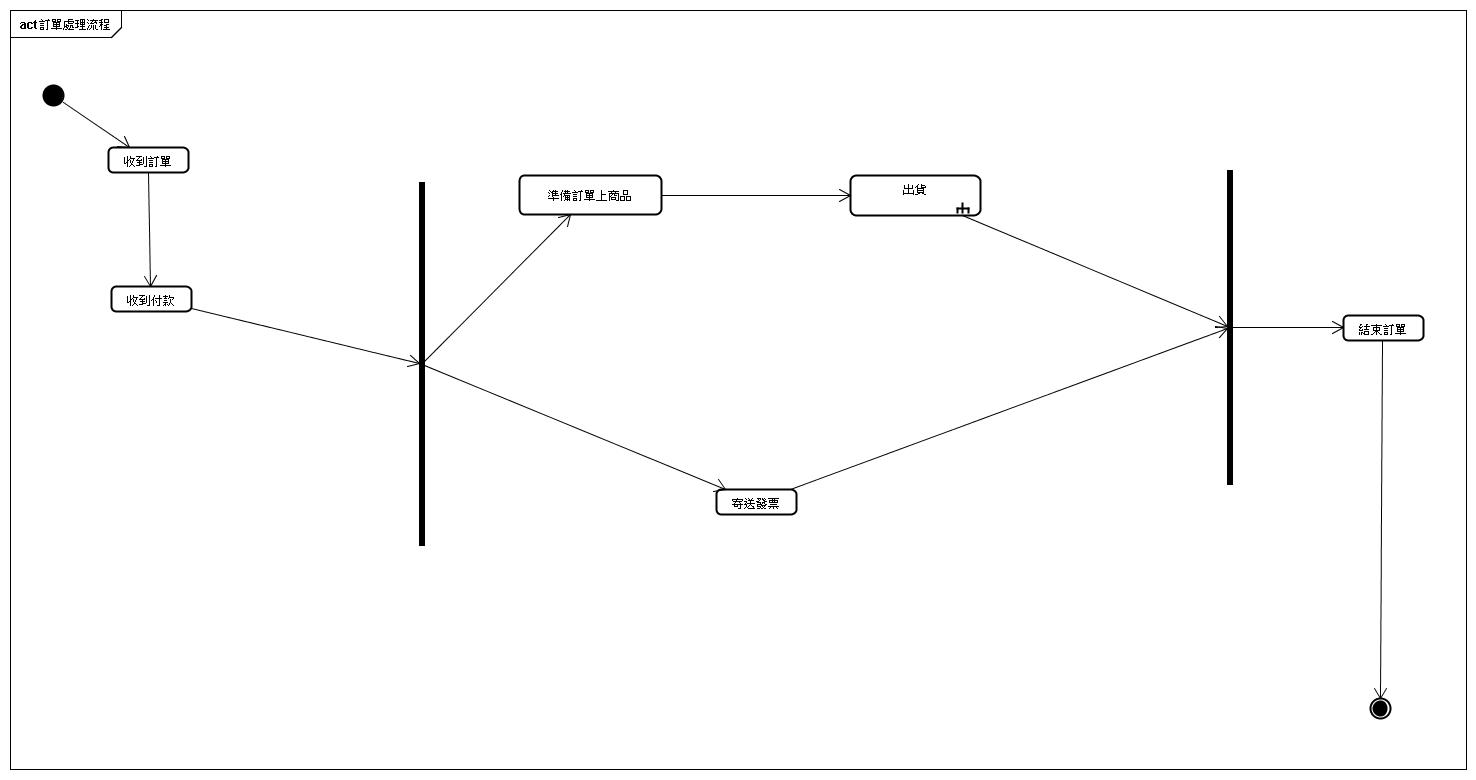 act 訂單處理流程
收到訂單
收到付款
準備訂單上商品
出貨
寄送發票
結束訂單